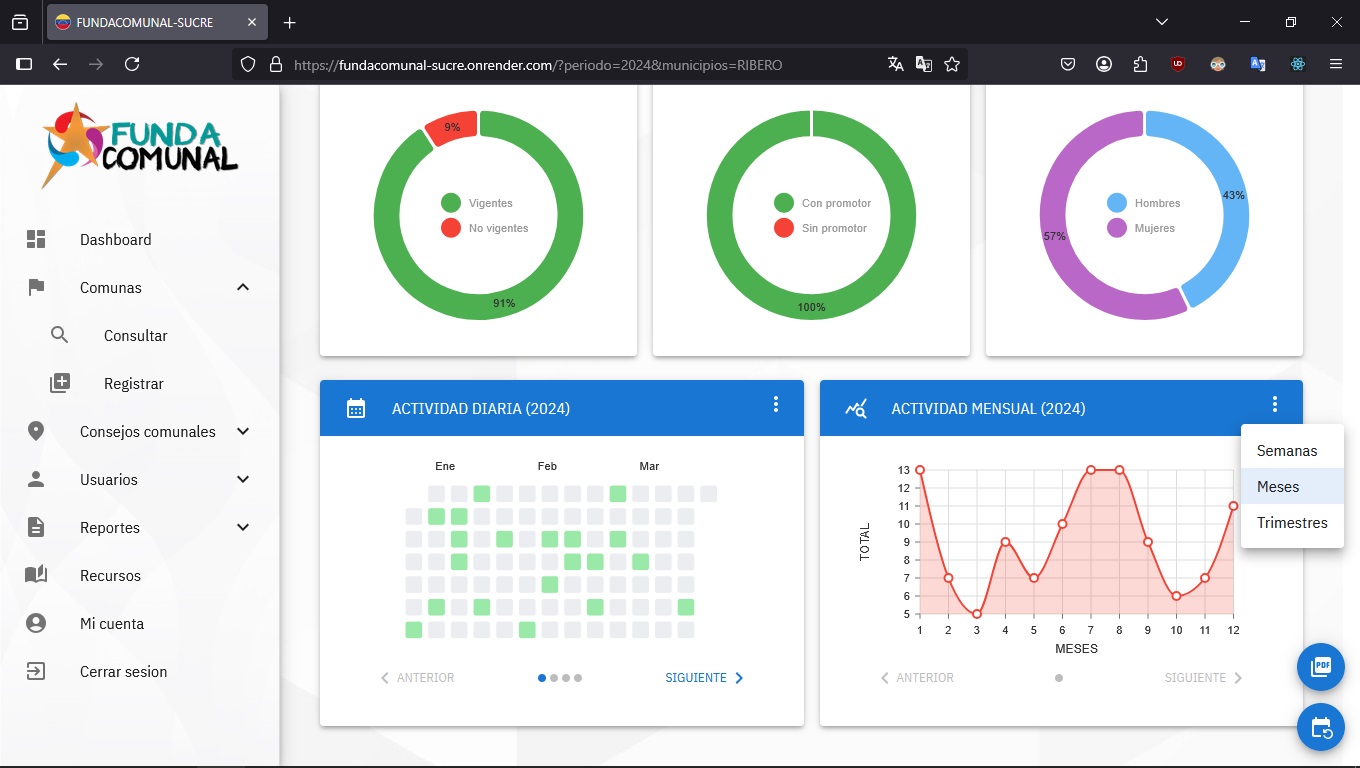 FUNDACOMUNAL-SUCRE
https://fundacomunal-sucre.onrender.com/?periodo=2024&municipios=RIBERO
FUNDA
COMUNAL
Dashboard
Comunas
Consultar
Registrar
Consejos comunales
Usuarios
Reportes
Recursos
Mi cuenta
Cerrar sesion
9%
Vigentes
No vigentes
91%
Con promotor
Sin promotor
100%
43%
Hombres
Mujeres
57%
ACTIVIDAD DIARIA (2024)
Ene Feb Mar
ANTERIOR
SIGUIENTE
ACTIVIDAD MENSUAL (2024)
Semanas
Meses
Trimestres
TOTAL
13
12
11
10
9
8
7
6
5
1 2 3 4 5 6 7 8 9 10 11 12
MESES
ANTERIOR
SIGUIENTE
PDF